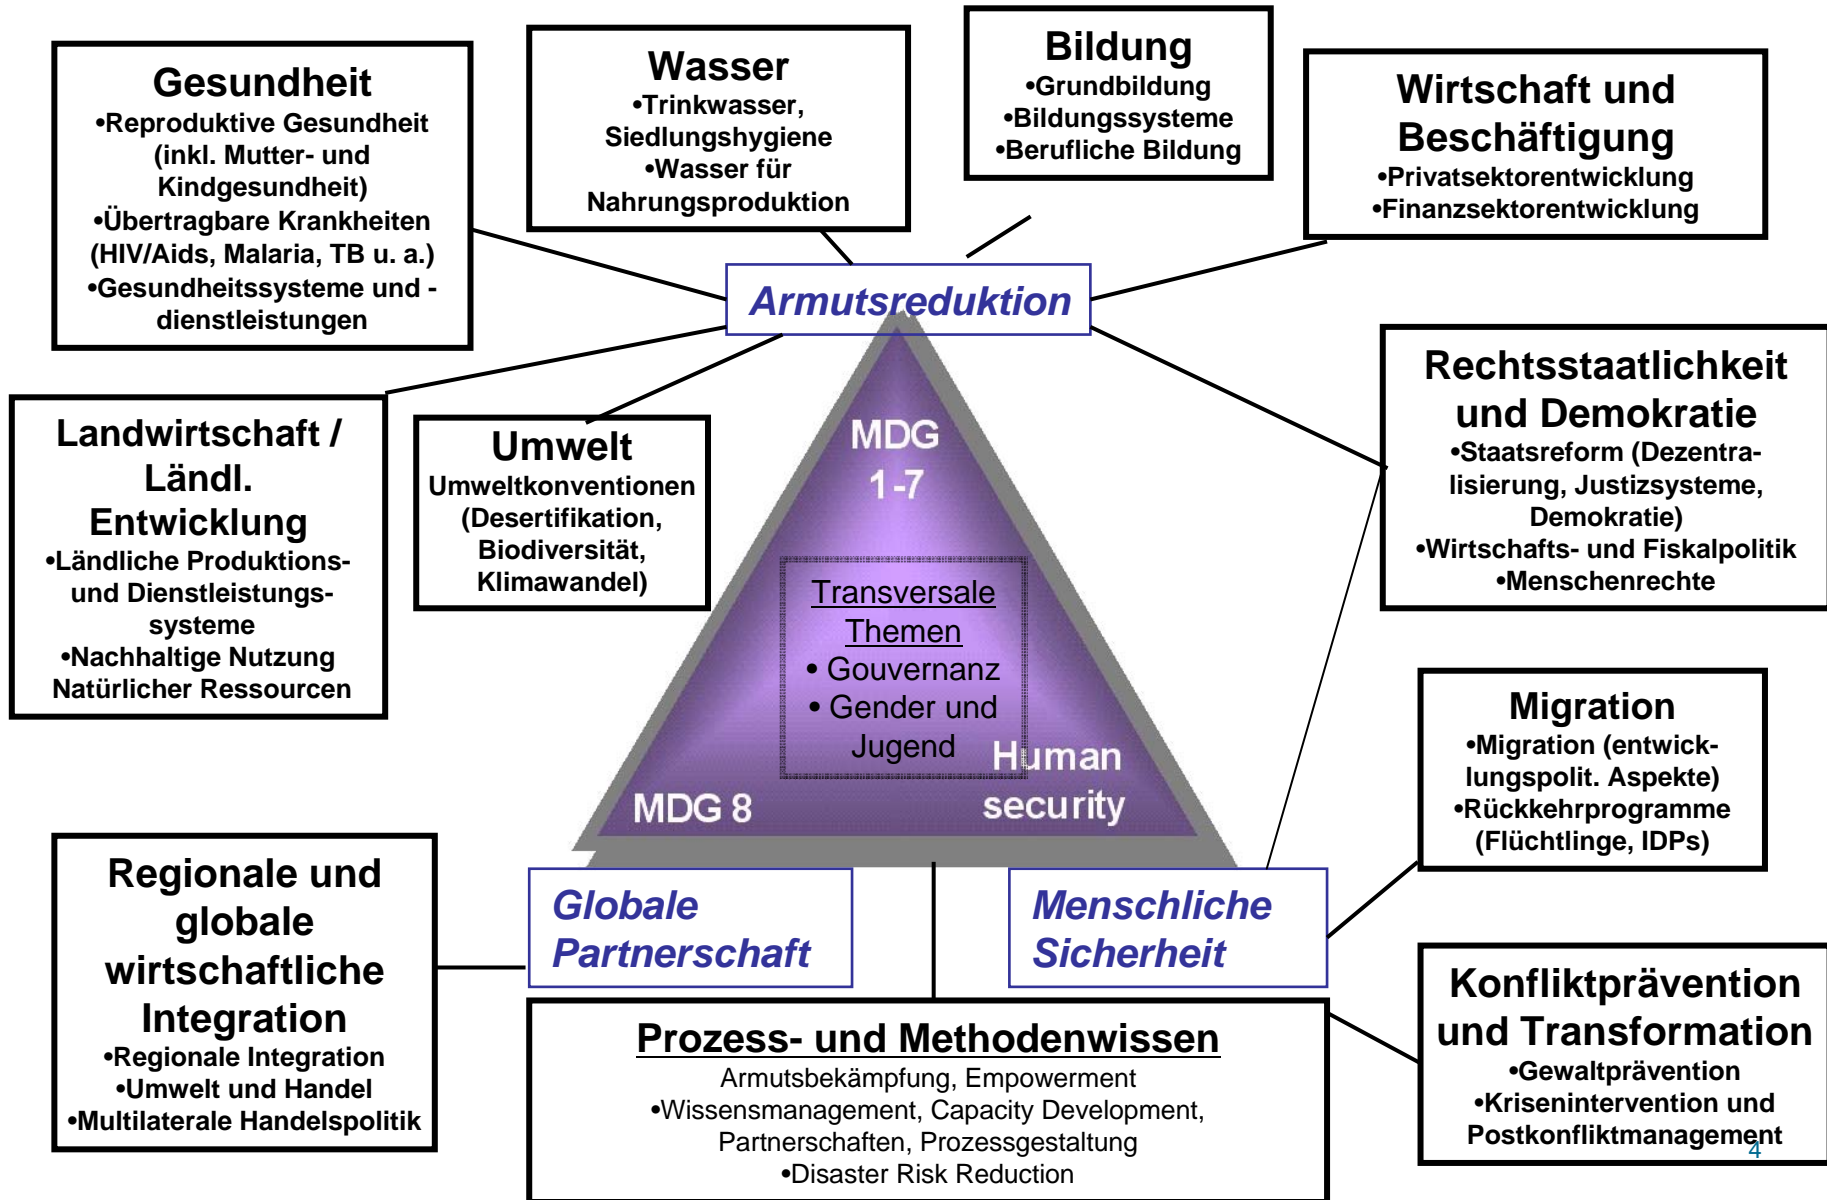 Gesundheit
•Reproduktive Gesundheit
(inkl. Mutter- und
Kindgesundheit)
•Übertragbare Krankheiten
(HIV/Aids, Malaria, TB u. a.)
•Gesundheitssysteme und -
dienstleistungen
Wasser
•Trinkwasser,
Siedlungshygiene
•Wasser für
Nahrungsproduktion
Bildung
•Grundbildung
•Bildungssysteme
•Berufliche Bildung
Wirtschaft und
Beschäftigung
•Privatsektorentwicklung
•Finanzsektorentwicklung
Armutsreduktion
Landwirtschaft /
Ländl.
Entwicklung
•Ländliche Produktions-
und Dienstleistungs-
systeme
•Nachhaltige Nutzung
Natürlicher Ressourcen
Umwelt
Umweltkonventionen
(Desertifikation,
Biodiversität,
Klimawandel)
MDG
1-7
Transversale
Themen
• Gouvernanz
• Gender und
Jugend
Human
security
MDG 8
Rechtsstaatlichkeit
und Demokratie
•Staatsreform (Dezentra-
lisierung, Justizsysteme,
Demokratie)
•Wirtschafts- und Fiskalpolitik
•Menschenrechte
Migration
•Migration (entwick-
lungspolit. Aspekte)
•Rückkehrprogramme
(Flüchtlinge, IDPs)
Regionale und
globale
wirtschaftliche
Integration
•Regionale Integration
•Umwelt und Handel
•Multilaterale Handelspolitik
Globale
Partnerschaft
Menschliche
Sicherheit
Prozess- und Methodenwissen
Armutsbekämpfung, Empowerment
•Wissensmanagement, Capacity Development,
Partnerschaften, Prozessgestaltung
•Disaster Risk Reduction
Konfliktprävention
und Transformation
•Gewaltprävention
•Krisenintervention und
Postkonfliktmanagement
4